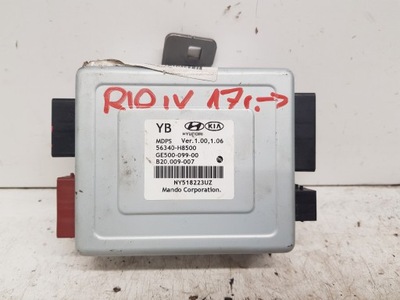 RIO IV 17r.→
YB
HYUNDAI
KIA
MDPS Ver.1.00,1.06
56340-H8500
GE500-099-00
B20.009-007
NY518223UZ
Mando Corporation.